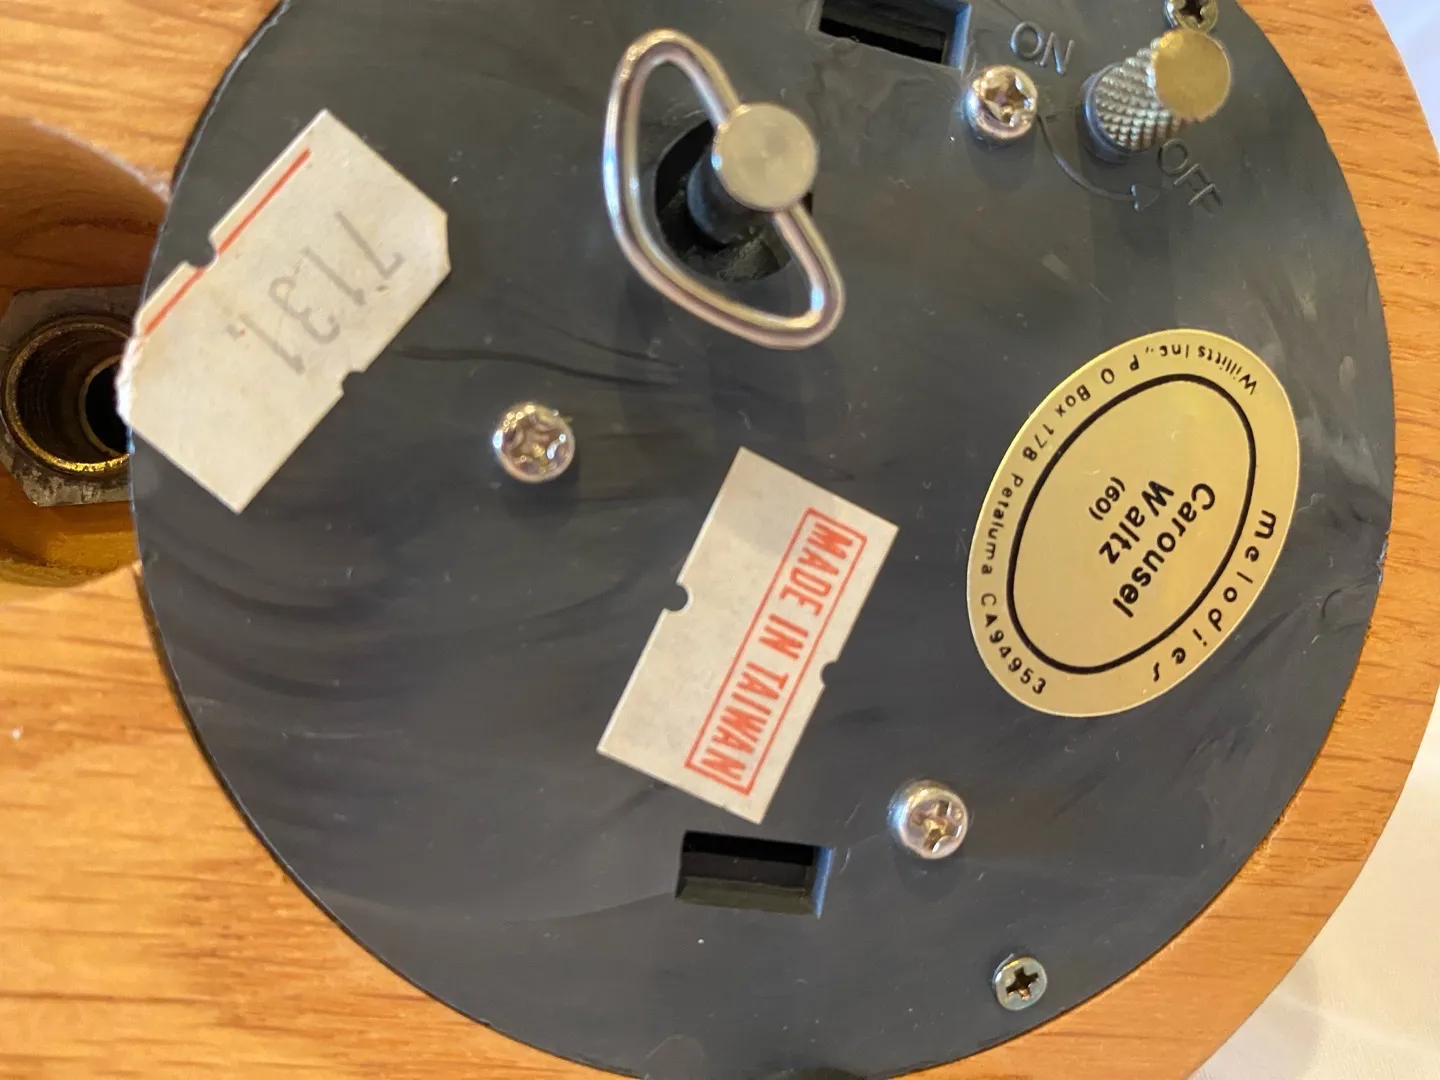 ON
OFF
7131
MADE IN TAIWAN
melodies
Carousel
Waltz
(60)
Willitts Inc., P O Box 178 Petaluma CA94953